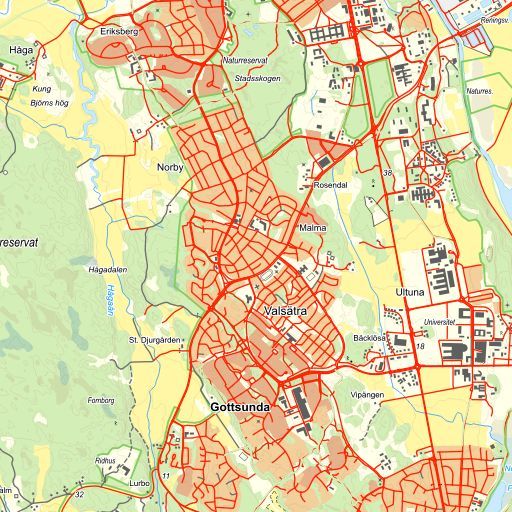 Reningsv.
Eriksberg
Håga
Naturreservat
Stadsskogen
Kung
Björns hög
Naturres.
Norby
38
Rosendal
Malma
reservat
Hågadalen
Hågaån
Ultuna
Valsätra
Universitet
St. Djurgården
Bäcklösa
18
Vipängen
Fornborg
Gottsunda
Ridhus
11
Lurbo
32